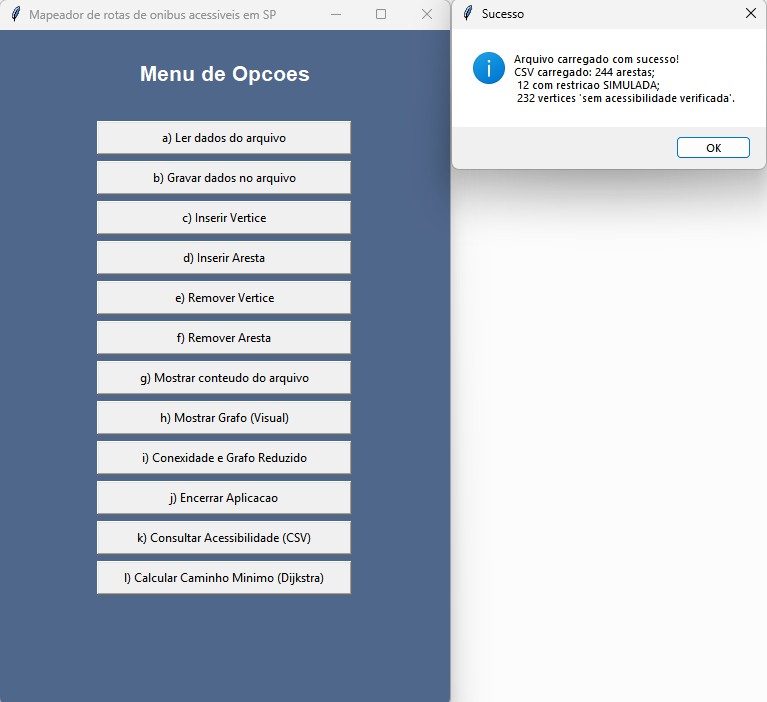 Mapeador de rotas de onibus acessiveis em SP
Menu de Opcoes
a) Ler dados do arquivo
b) Gravar dados no arquivo
c) Inserir Vertice
d) Inserir Aresta
e) Remover Vertice
f) Remover Aresta
g) Mostrar conteudo do arquivo
h) Mostrar Grafo (Visual)
i) Conexidade e Grafo Reduzido
j) Encerrar Aplicacao
k) Consultar Acessibilidade (CSV)
l) Calcular Caminho Minimo (Dijkstra)
Sucesso
Arquivo carregado com sucesso!
CSV carregado: 244 arestas;
12 com restricao SIMULADA;
232 vertices 'sem acessibilidade verificada'.
OK